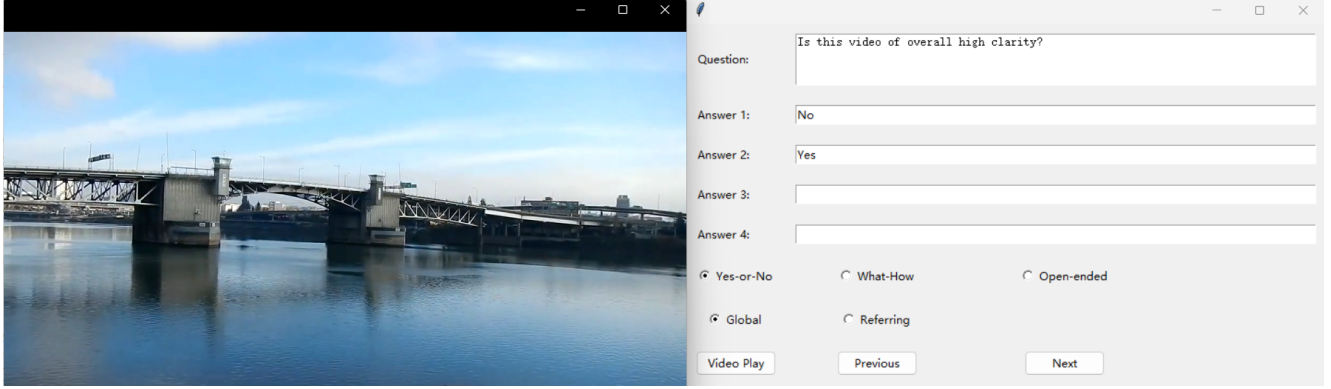 Question:
Is this video of overall high clarity?
Answer 1:
No
Answer 2:
Yes
Answer 3:
Answer 4:
Yes-or-No
What-How
Open-ended
Global
Referring
Video Play
Previous
Next